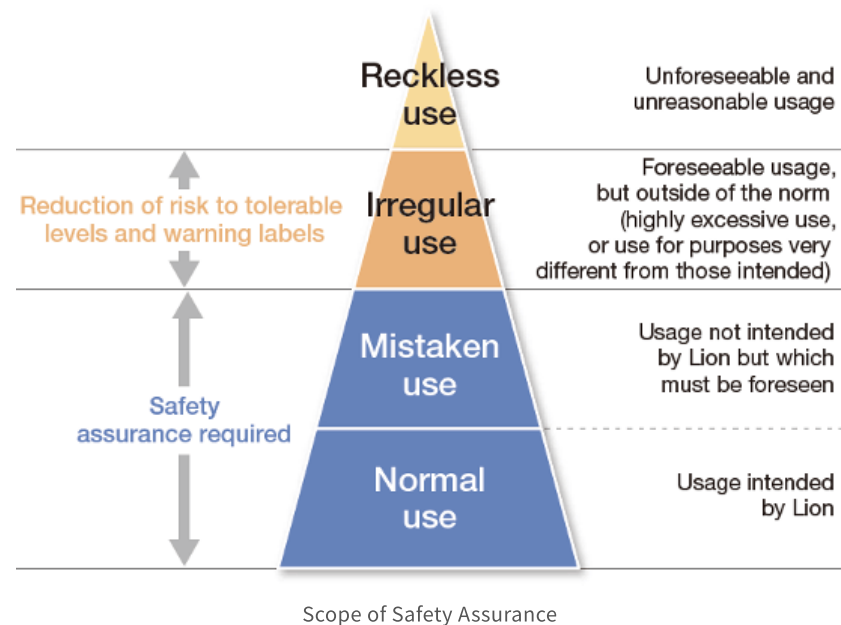 Reckless
use
Unforeseeable and
unreasonable usage
Reduction of risk to tolerable
levels and warning labels
Irregular
use
Foreseeable usage,
but outside of the norm
(highly excessive use,
or use for purposes very
different from those intended)
Safety
assurance required
Mistaken
use
Usage not intended
by Lion but which
must be foreseen
Normal
use
Usage intended
by Lion
Scope of Safety Assurance